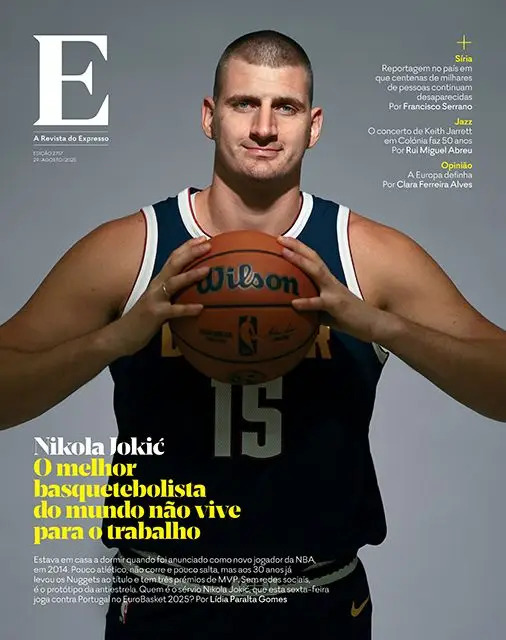 E
A Revista do Expresso
EDIÇÃO 2757
29/AGOSTO/2025
+
Síria
Reportagem no país em
que centenas de milhares
de pessoas continuam
desaparecidas
Por Francisco Serrano
Jazz
O concerto de Keith Jarrett
em Colónia faz 50 anos
Por Rui Miguel Abreu
Opinião
A Europa definha
Por Clara Ferreira Alves
Wilson
NBA
15
Nikola Jokić
O melhor
basquetebolista
do mundo não vive
para o trabalho
Estava em casa a dormir quando foi anunciado como novo jogador da NBA,
em 2014. Pouco atlético, não corre e pouco salta, mas aos 30 anos já
levou os Nuggets ao título e tem três prémios de MVP. Sem redes sociais,
é o protótipo da antiestrela. Quem é o sérvio Nikola Jokić, que esta sexta-feira
joga contra Portugal no EuroBasket 2025? Por Lídia Paralta Gomes